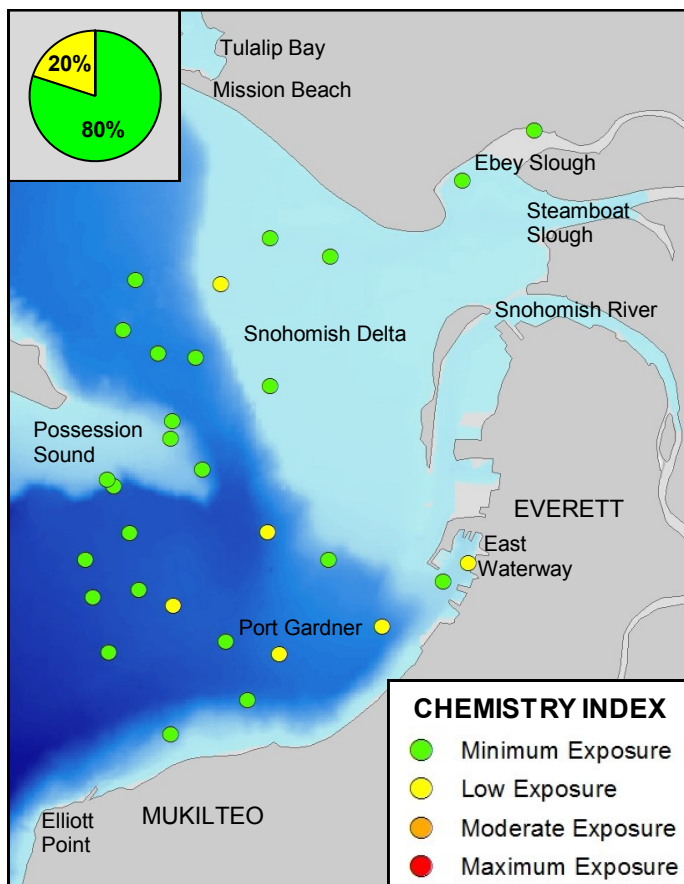 20%
80%
Tulalip Bay
Mission Beach
Ebey Slough
Steamboat
Slough
Snohomish River
Snohomish Delta
Possession
Sound
EVERETT
East
Waterway
Port Gardner
Elliott
Point
MUKILTEO
CHEMISTRY INDEX
Minimum Exposure
Low Exposure
Moderate Exposure
Maximum Exposure